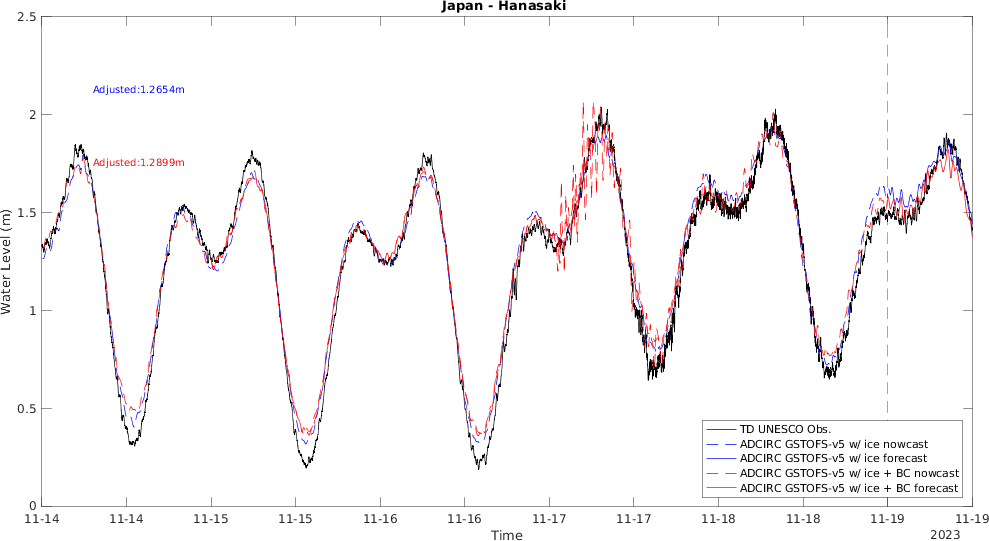 Japan - Hanasaki
2.5
2
1.5
1
0.5
0
Water Level (m)
Adjusted:1.2654m
Adjusted:1.2899m
TD UNESCO Obs.
ADCIRC GSTOFS-v5 w/ ice nowcast
ADCIRC GSTOFS-v5 w/ ice forecast
ADCIRC GSTOFS-v5 w/ ice + BC nowcast
ADCIRC GSTOFS-v5 w/ ice + BC forecast
11-14 11-14 11-15 11-15 11-16 11-16 11-17 11-17 11-18 11-18 11-19 11-19
Time
2023